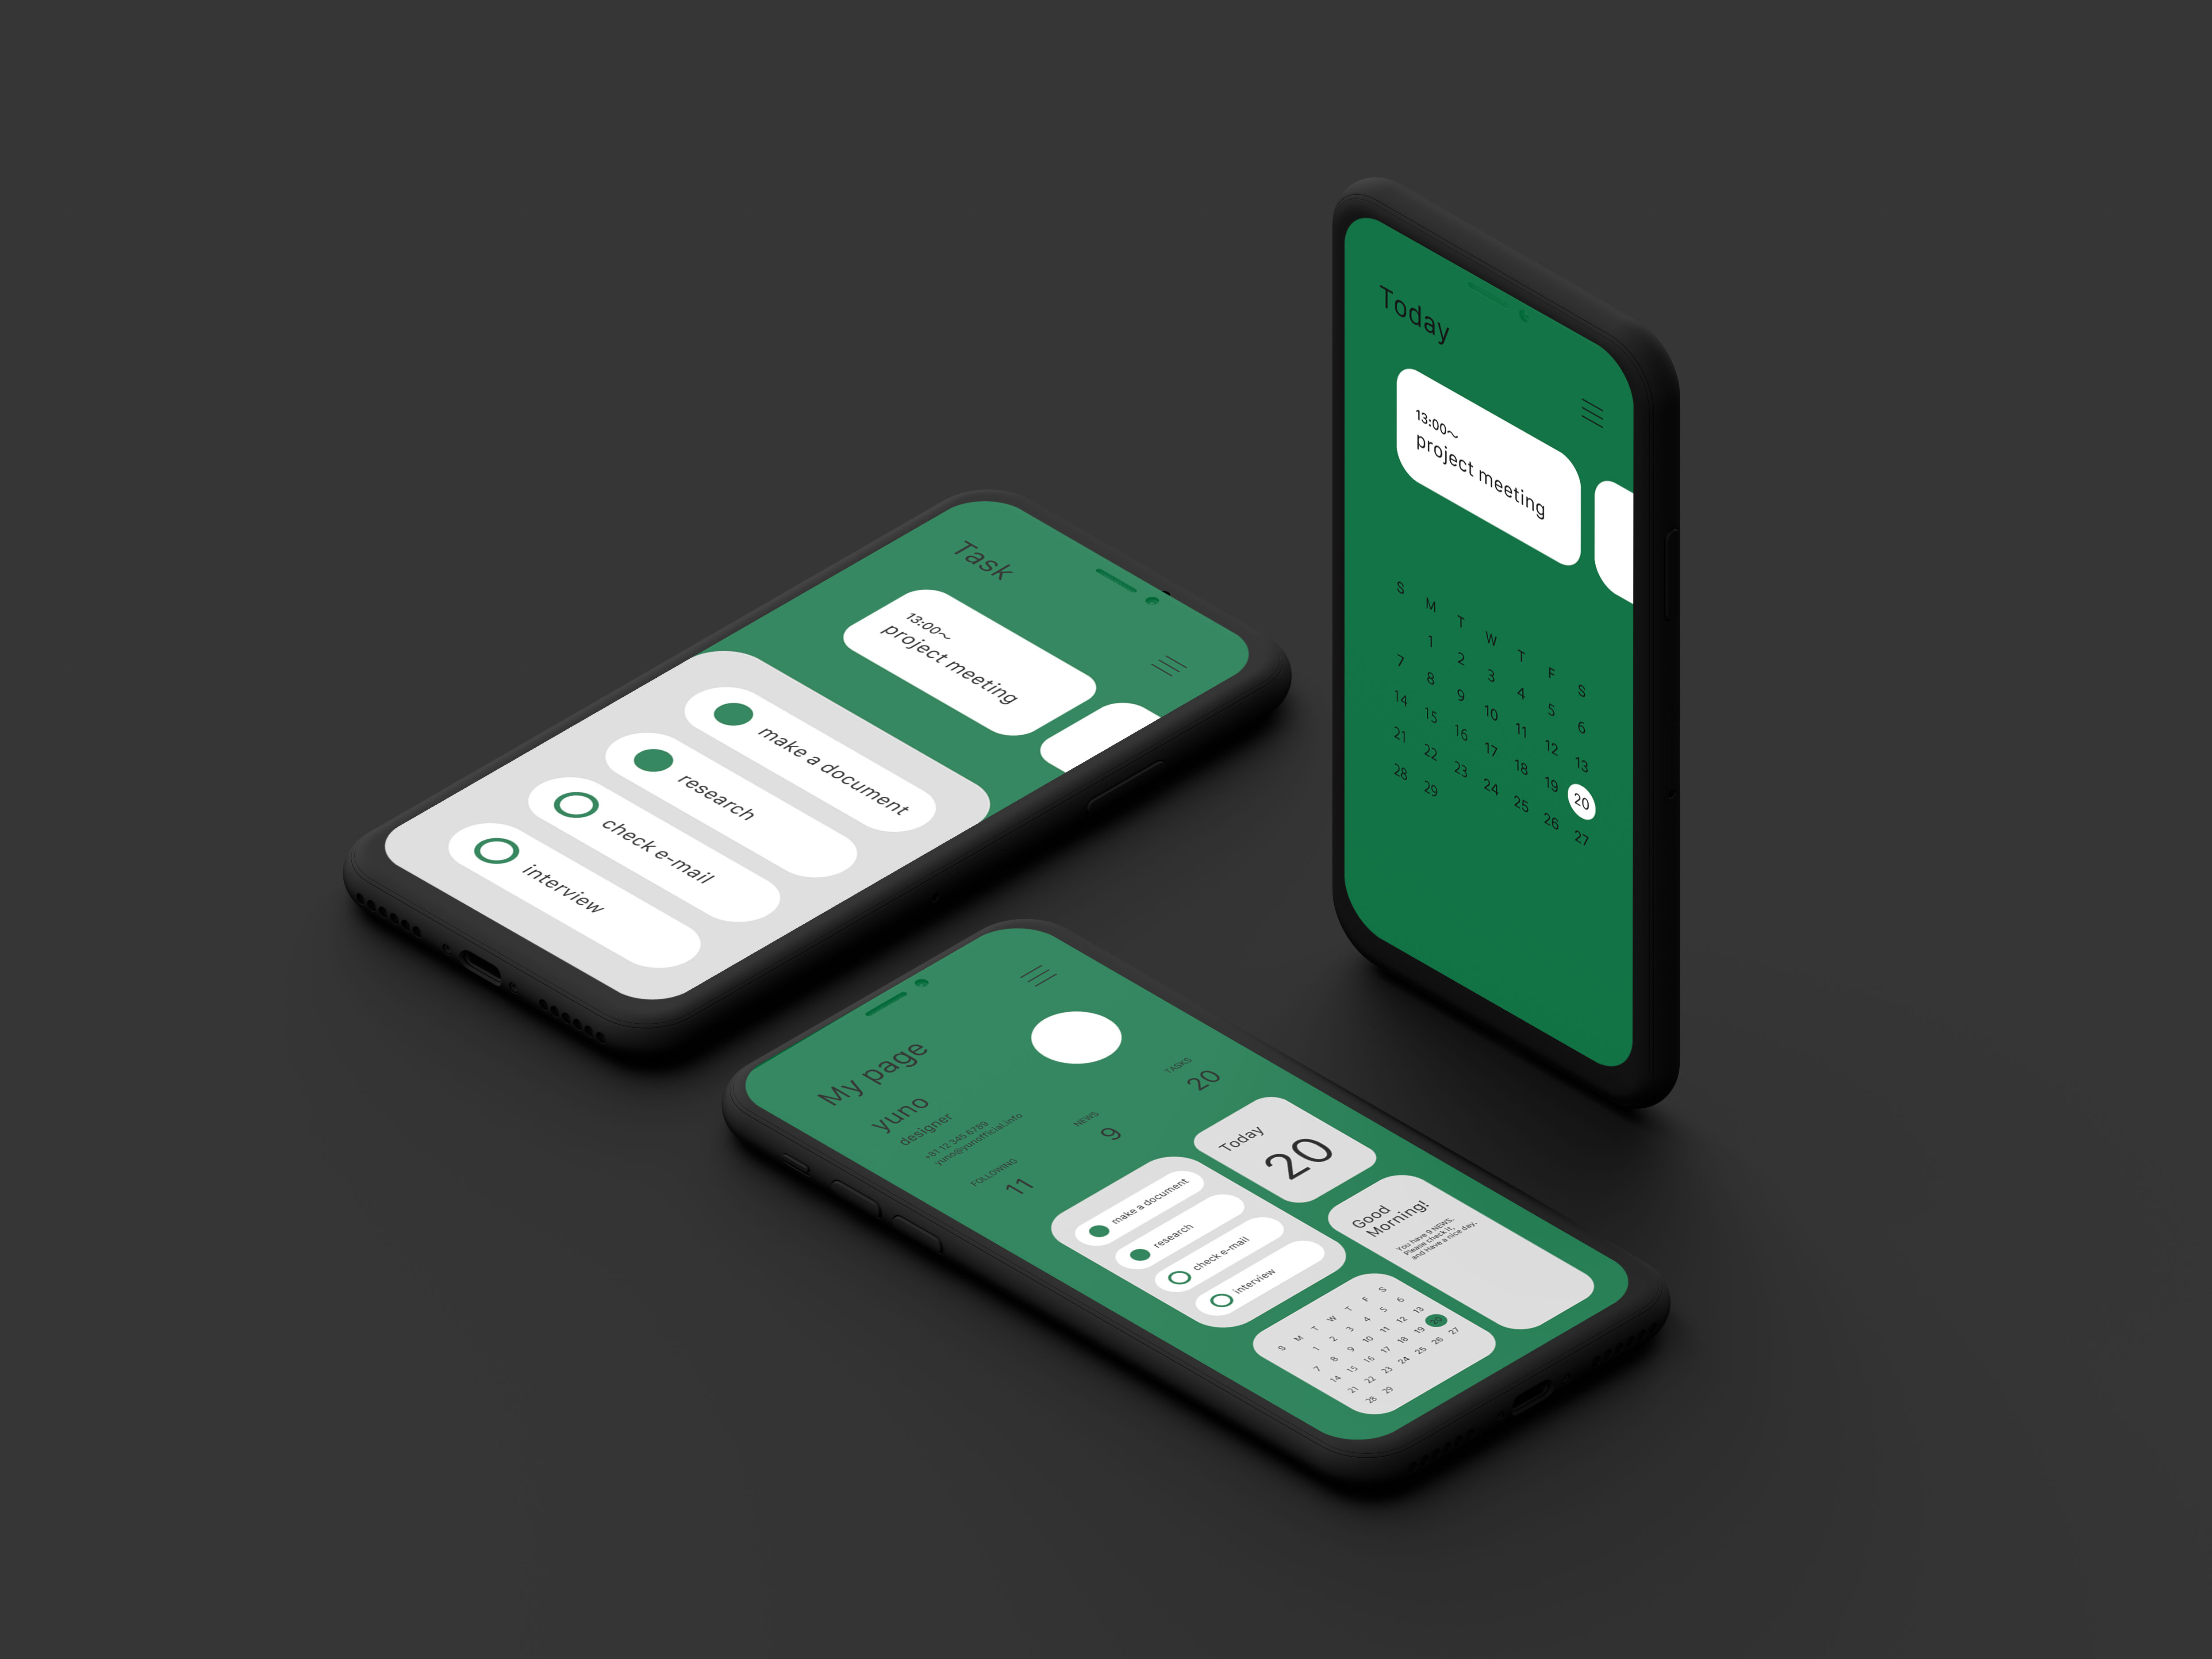 Task
13:00~
project meeting
make a document
research
check e-mail
interview
Today
13:00~
project meeting
S M T W T F S
1 2 3 4 5 6
7 8 9 10 11 12 13
14 15 16 17 18 19 20
21 22 23 24 25 26 27
28 29
My page
yuno
designer
+81 12 345 6789
yuno@yunofficial.info
FOLLOWING
11
NEWS
9
TASKS
20
make a document
research
check e-mail
interview
Today
20
Good
Morning!
You have 9 NEWS.
Please check it,
and Have a nice day.
S M T W T F S
1 2 3 4 5 6
7 8 9 10 11 12 13
14 15 16 17 18 19 20
21 22 23 24 25 26 27
28 29